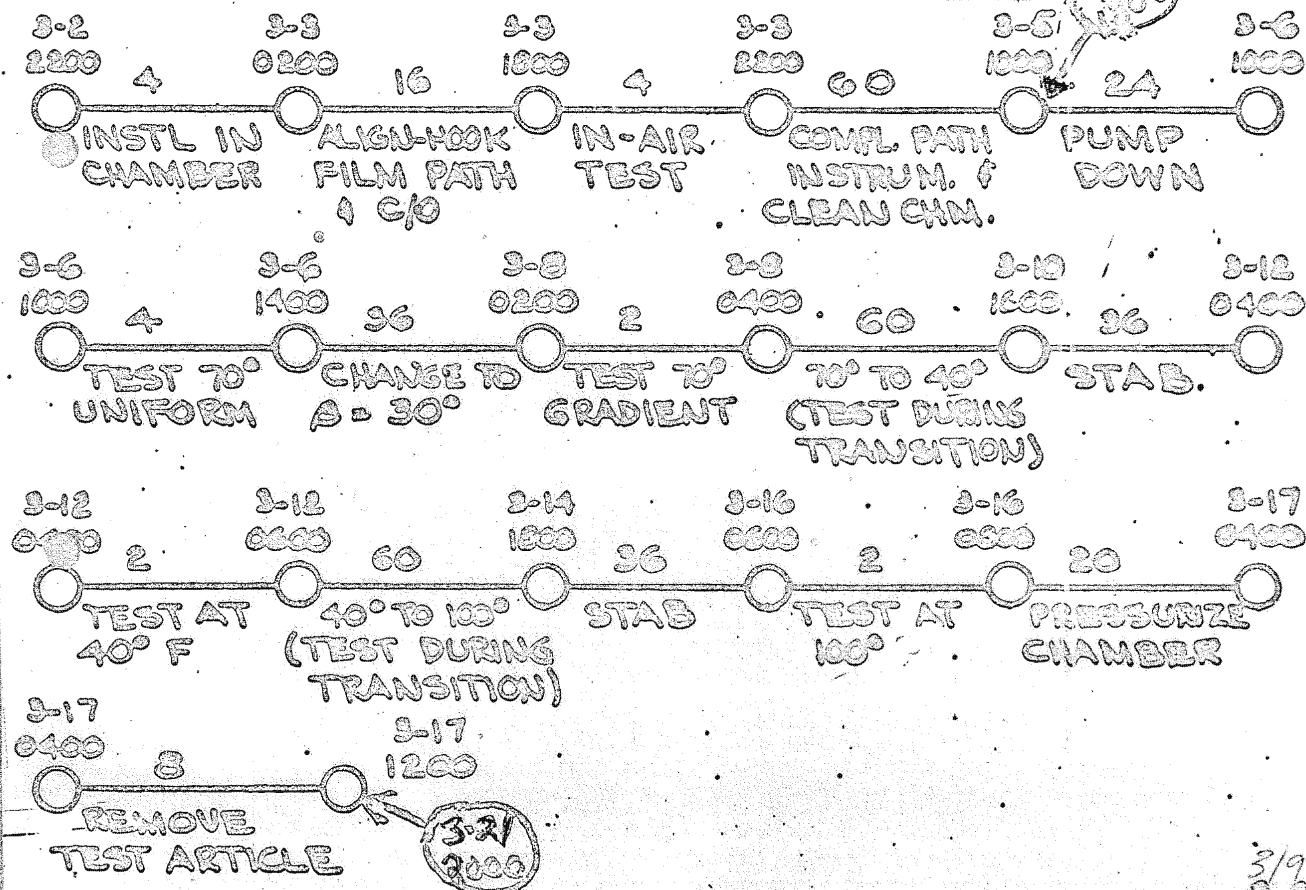 3-2 3-3 3-3 3-3 3-5 3-6
2200 0200 1800 2200 1000 1000
4 16 4 60 24
INSTL IN ALIGN-HOOK IN-AIR COMPL. PATH PUMP
CHAMBER FILM PATH TEST INSTRUM. & DOWN
& C/O CLEAN CHM.
3-6 3-6 3-8 3-8 3-10 3-12
1000 1400 0200 0400 1600 0400
4 36 2 60 36
TEST 70° CHANGE TO TEST 70° 70° TO 40° STAB.
UNIFORM β = 30° GRADIENT (TEST DURING
TRANSITION)
3-12 3-12 3-14 3-16 3-16 3-17
0400 0600 1800 0600 0800 0400
2 60 36 2 20
TEST AT 40° TO 100° STAB TEST AT PRESSURIZE
40° F (TEST DURING 100° CHAMBER
TRANSITION)
3-17 3-17
0400 1200
8
REMOVE 3-21
TEST ARTICLE 2000
3/9